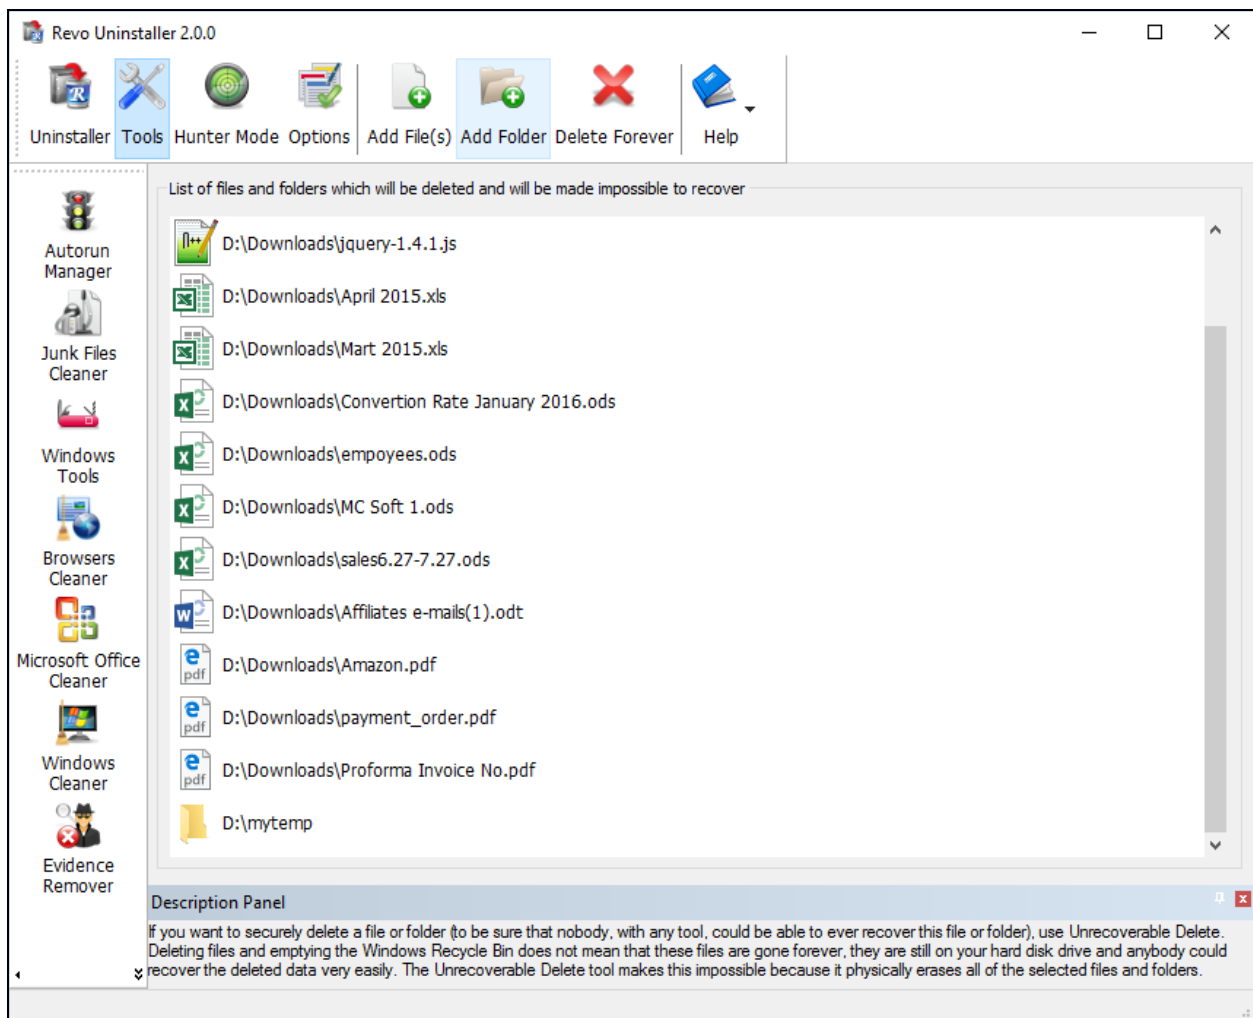 Revo Uninstaller 2.0.0
Uninstaller Tools Hunter Mode Options Add File(s) Add Folder Delete Forever Help
Autorun
Manager
Junk Files
Cleaner
Windows
Tools
Browsers
Cleaner
Microsoft Office
Cleaner
Windows
Cleaner
Evidence
Remover
List of files and folders which will be deleted and will be made impossible to recover
D:\Downloads\jquery-1.4.1.js
D:\Downloads\April 2015.xls
D:\Downloads\Mart 2015.xls
D:\Downloads\Convertion Rate January 2016.ods
D:\Downloads\empoyees.ods
D:\Downloads\MC Soft 1.ods
D:\Downloads\sales6.27-7.27.ods
D:\Downloads\Affiliates e-mails(1).odt
D:\Downloads\Amazon.pdf
D:\Downloads\payment_order.pdf
D:\Downloads\Proforma Invoice No.pdf
D:\mytemp
Description Panel
If you want to securely delete a file or folder (to be sure that nobody, with any tool, could be able to ever recover this file or folder), use Unrecoverable Delete.
Deleting files and emptying the Windows Recycle Bin does not mean that these files are gone forever, they are still on your hard disk drive and anybody could
recover the deleted data very easily. The Unrecoverable Delete tool makes this impossible because it physically erases all of the selected files and folders.